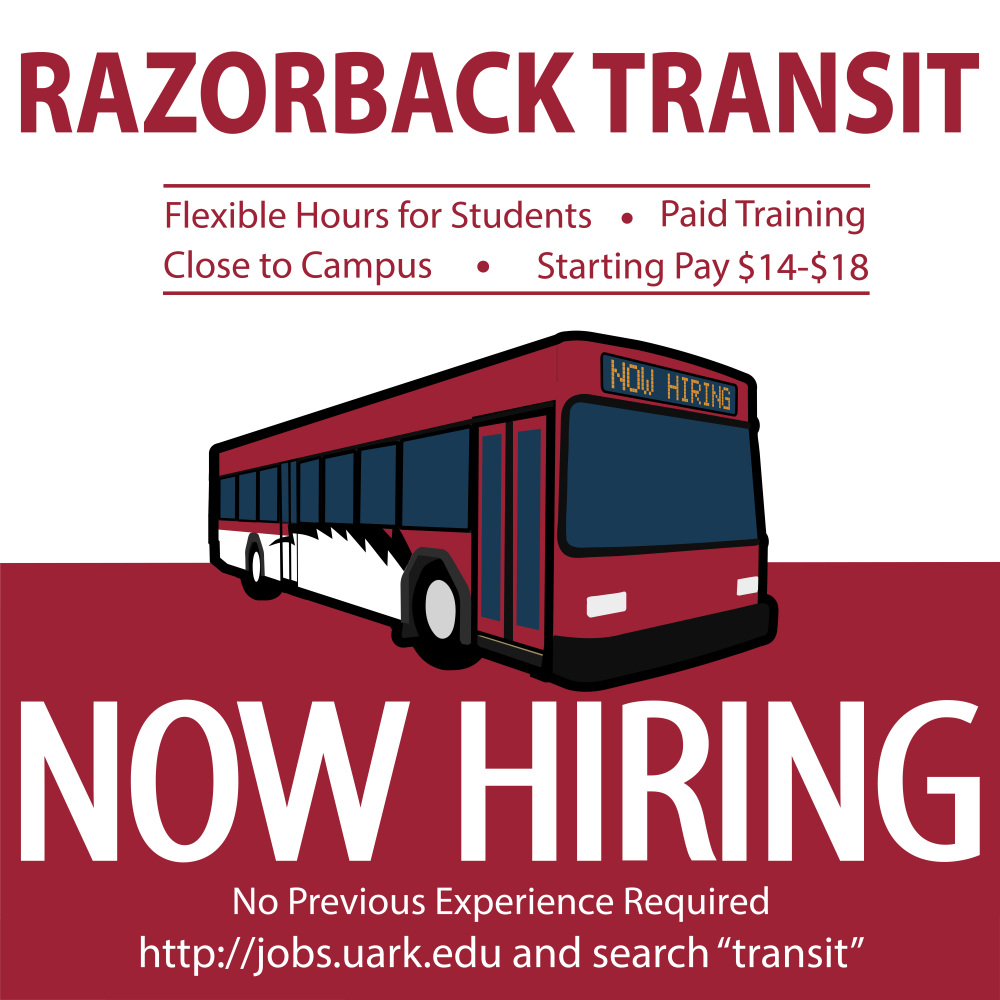 RAZORBACK TRANSIT
Flexible Hours for Students • Paid Training
Close to Campus • Starting Pay $14-$18
NOW HIRING
NOW HIRING
No Previous Experience Required
http://jobs.uark.edu and search “transit”